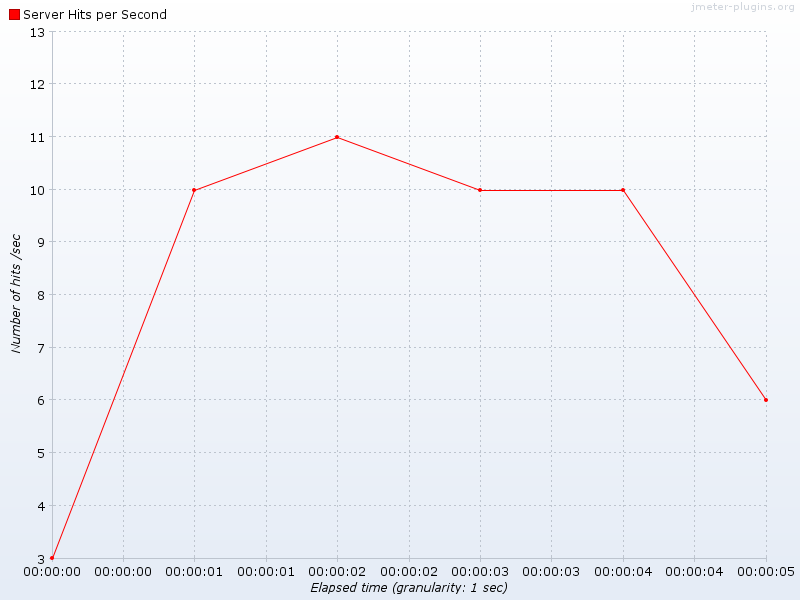 jmeter-plugins.org
Server Hits per Second
13
12
11
10
9
8
7
6
5
4
3
Number of hits /sec
00:00:00 00:00:00 00:00:01 00:00:01 00:00:02 00:00:02 00:00:03 00:00:03 00:00:04 00:00:04 00:00:05
Elapsed time (granularity: 1 sec)